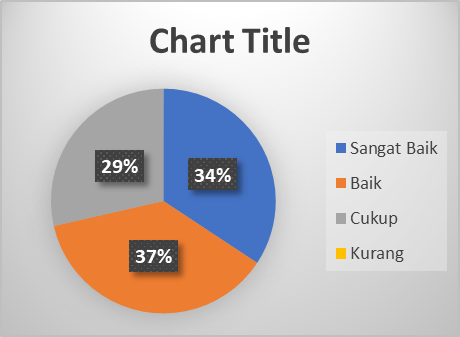 Chart Title
29%
34%
37%
Sangat Baik
Baik
Cukup
Kurang